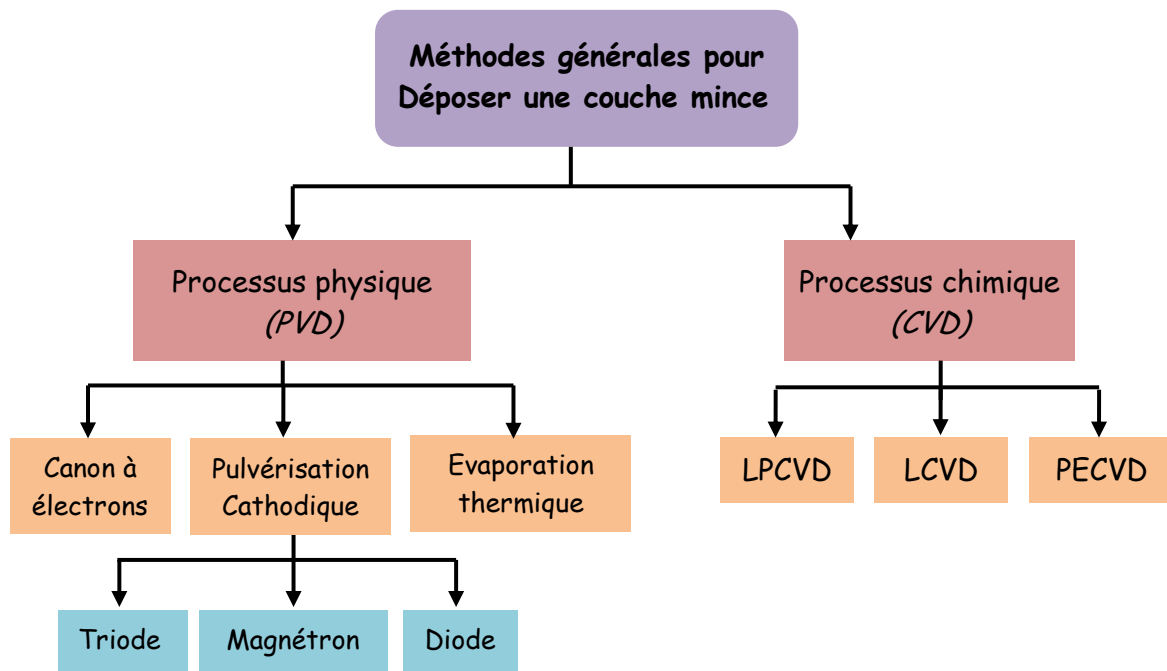 Méthodes générales pour
Déposer une couche mince
Processus physique
(PVD)
Processus chimique
(CVD)
Canon à
électrons
Pulvérisation
Cathodique
Evaporation
thermique
LPCVD
LCVD
PECVD
Triode
Magnétron
Diode